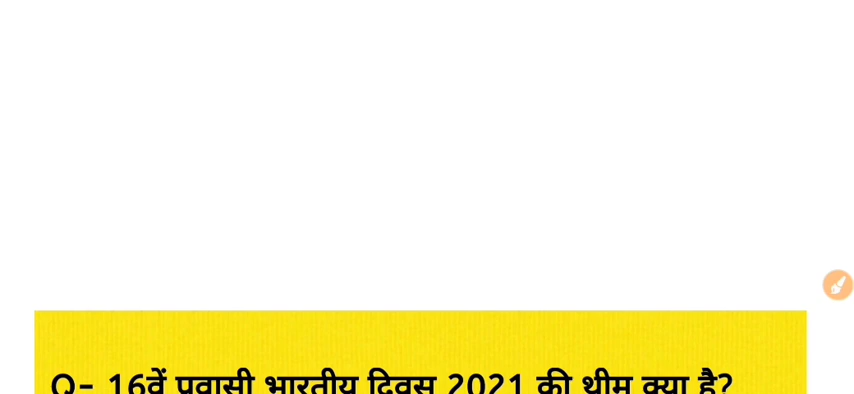 Q- 16वें प्रवासी भारतीय दिवस 2021 की थीम क्या है?